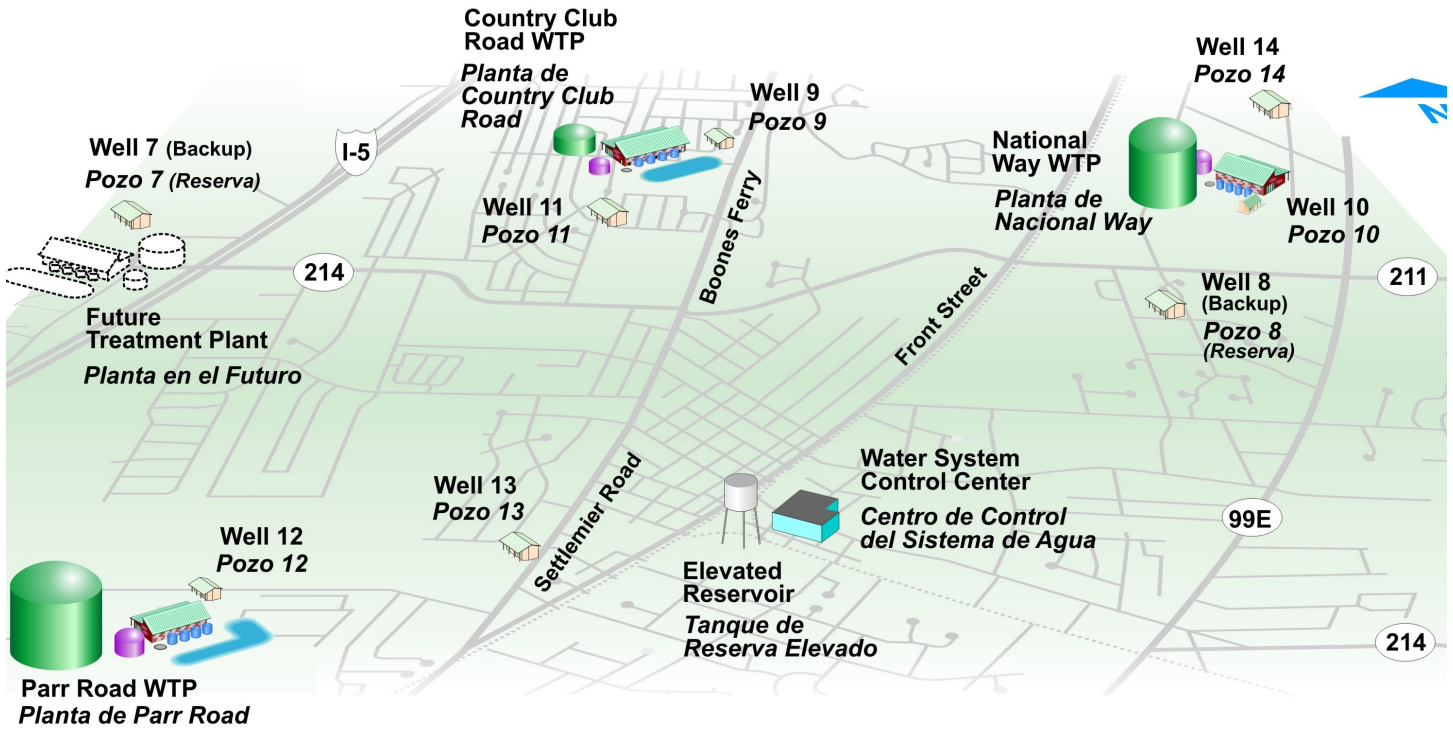 Country Club
Road WTP
Planta de
Country Club
Road
Well 9
Pozo 9
Well 14
Pozo 14
N
Well 7 (Backup)
Pozo 7 (Reserva)
I-5
National
Way WTP
Planta de
Nacional Way
Well 11
Pozo 11
Well 10
Pozo 10
Boones Ferry
214
211
Well 8
(Backup)
Pozo 8
(Reserva)
Future
Treatment Plant
Planta en el Futuro
Front Street
Water System
Control Center
Centro de Control
del Sistema de Agua
Well 13
Pozo 13
Settlemier Road
99E
Well 12
Pozo 12
Elevated
Reservoir
Tanque de
Reserva Elevado
214
Parr Road WTP
Planta de Parr Road